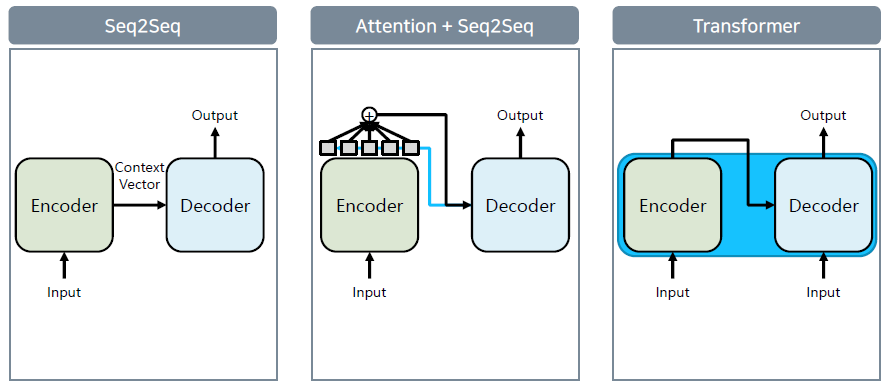 Seq2Seq
Output
Context
Vector
Encoder
Decoder
Input
Attention + Seq2Seq
+
Output
Encoder
Decoder
Input
Transformer
Output
Encoder
Decoder
Input
Input